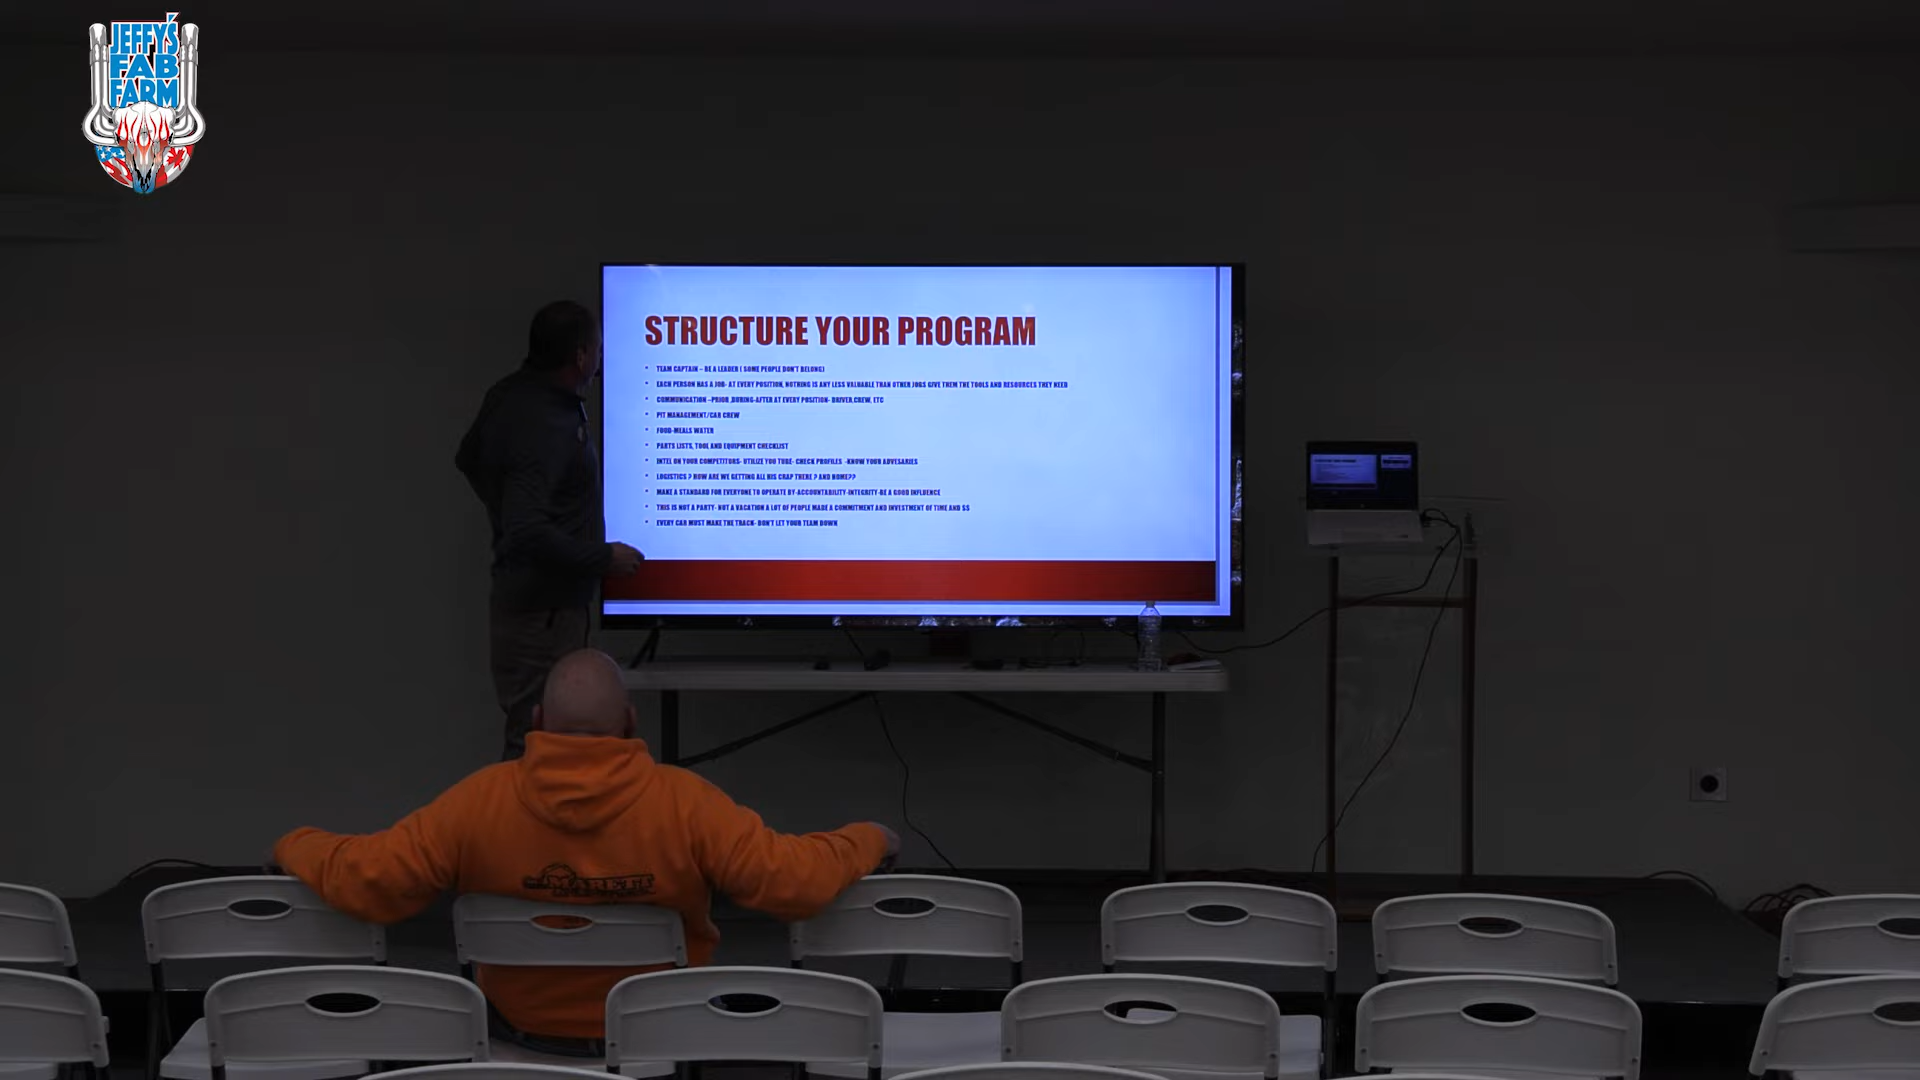 JEFFY'S
FAB
FARM
STRUCTURE YOUR PROGRAM
• TEAM CAPTAIN – BE A LEADER ( SOME PEOPLE DON'T BELONG)
• EACH PERSON HAS A JOB- AT EVERY POSITION, NOTHING IS ANY LESS VALUABLE THAN OTHER JOBS GIVE THEM THE TOOLS AND RESOURCES THEY NEED
• COMMUNICATION –PRIOR ,DURING-AFTER AT EVERY POSITION- DRIVER,CREW, ETC
• PIT MANAGEMENT/CAR CREW
• FOOD-MEALS WATER
• PARTS LISTS, TOOL AND EQUIPMENT CHECKLIST
• INTEL ON YOUR COMPETITORS- UTILIZE YOU TUBE- CHECK PROFILES –KNOW YOUR ADVESARIES
• LOGISTICS ? HOW ARE WE GETTING ALL HIS CRAP THERE ? AND HOME??
• MAKE A STANDARD FOR EVERYONE TO OPERATE BY-ACCOUNTABILITY-INTEGRITY-BE A GOOD INFLUENCE
• THIS IS NOT A PARTY- NOT A VACATION A LOT OF PEOPLE MADE A COMMITMENT AND INVESTMENT OF TIME AND $$
• EVERY CAR MUST MAKE THE TRACK- DON'T LET YOUR TEAM DOWN